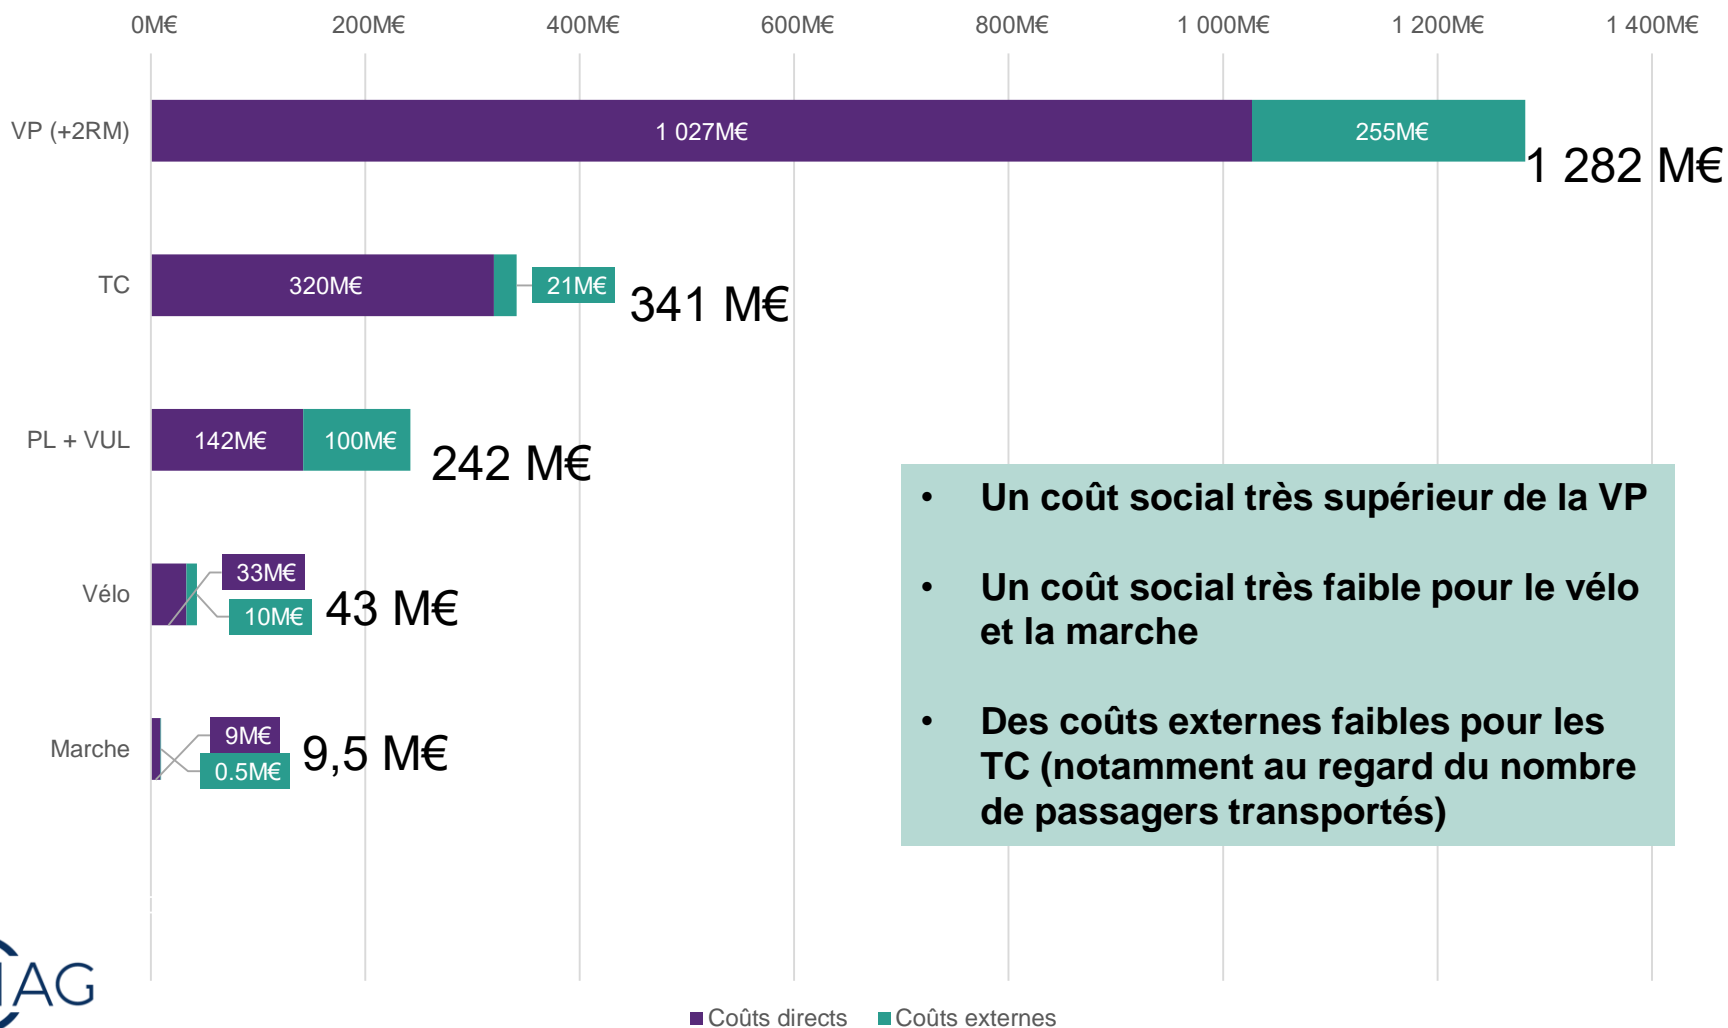 0M€ 200M€ 400M€ 600M€ 800M€ 1 000M€ 1 200M€ 1 400M€
VP (+2RM)
1 027M€
255M€
1 282 M€
TC
320M€
21M€
341 M€
PL + VUL
142M€
100M€
242 M€
Vélo
33M€
10M€
43 M€
Marche
9M€
0.5M€
9,5 M€
• Un coût social très supérieur de la VP
• Un coût social très faible pour le vélo
et la marche
• Des coûts externes faibles pour les
TC (notamment au regard du nombre
de passagers transportés)
AG
Coûts directs Coûts externes